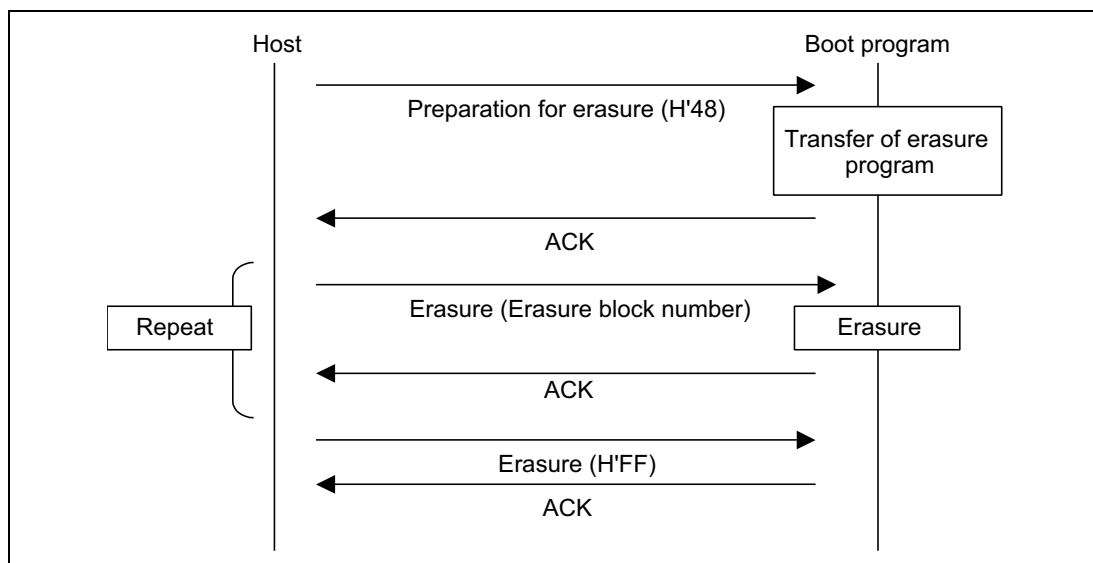 Host
Boot program
Preparation for erasure (H'48)
Transfer of erasure
program
ACK
Erasure (Erasure block number)
Repeat
Erasure
ACK
Erasure (H'FF)
ACK